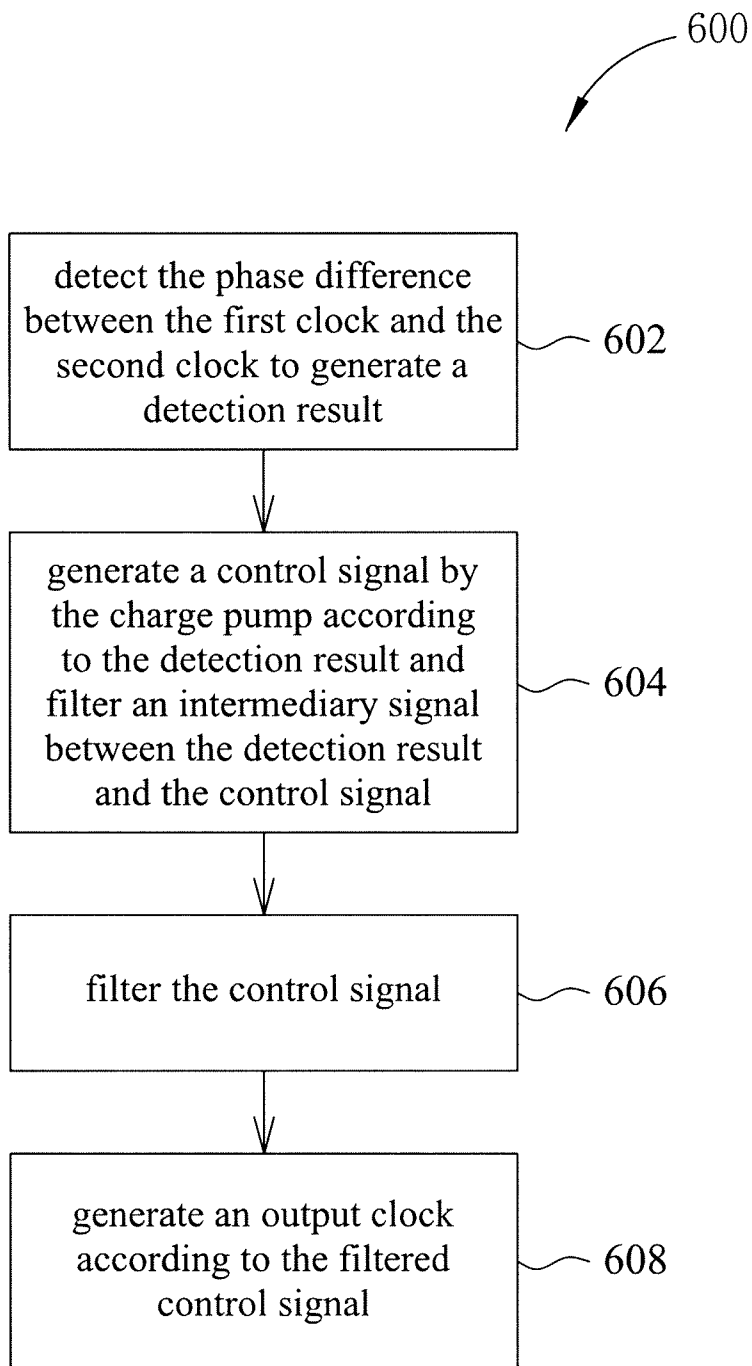 600
detect the phase difference
between the first clock and the
second clock to generate a
detection result
602
generate a control signal by
the charge pump according
to the detection result and
filter an intermediary signal
between the detection result
and the control signal
604
filter the control signal
606
generate an output clock
according to the filtered
control signal
608